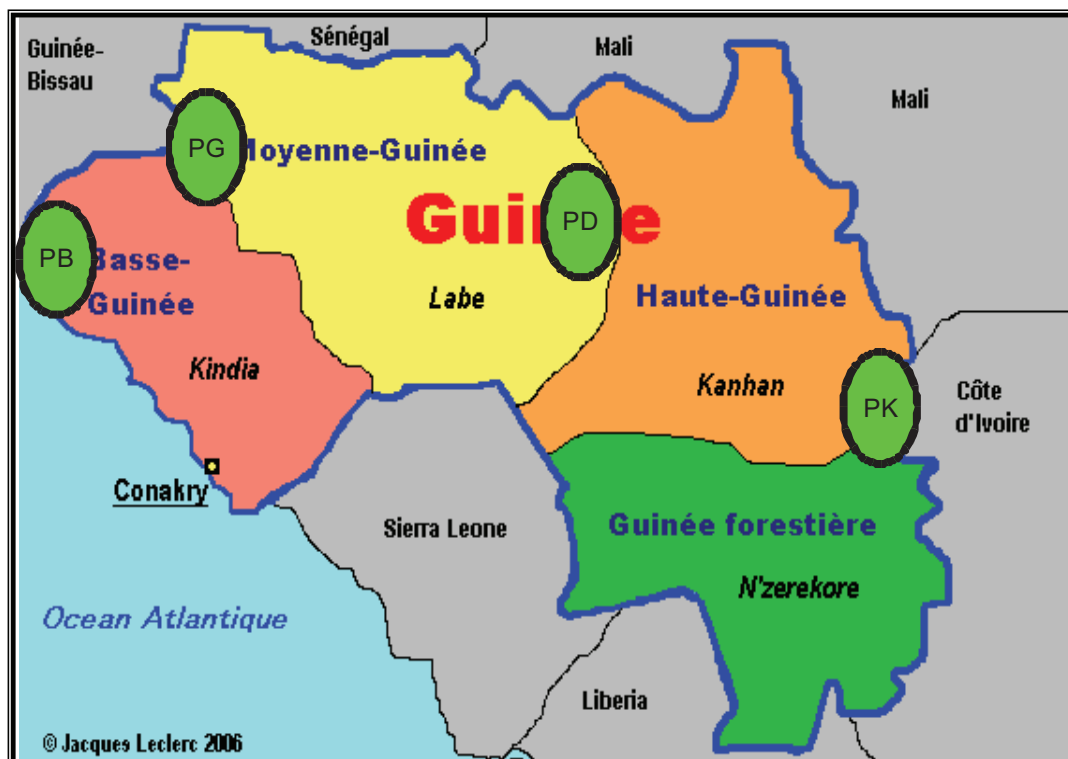 Guinée-
Bissau
Sénégal
Mali
Mali
PG
Moyenne-Guinée
Guinée
PD
PB
Basse-
Guinée
Labe
Haute-Guinée
Kindia
Kanhan
PK
Côte
d'Ivoire
Conakry
Sierra Leone
Guinée forestière
N'zerekore
Ocean Atlantique
Liberia
© Jacques Leclerc 2006